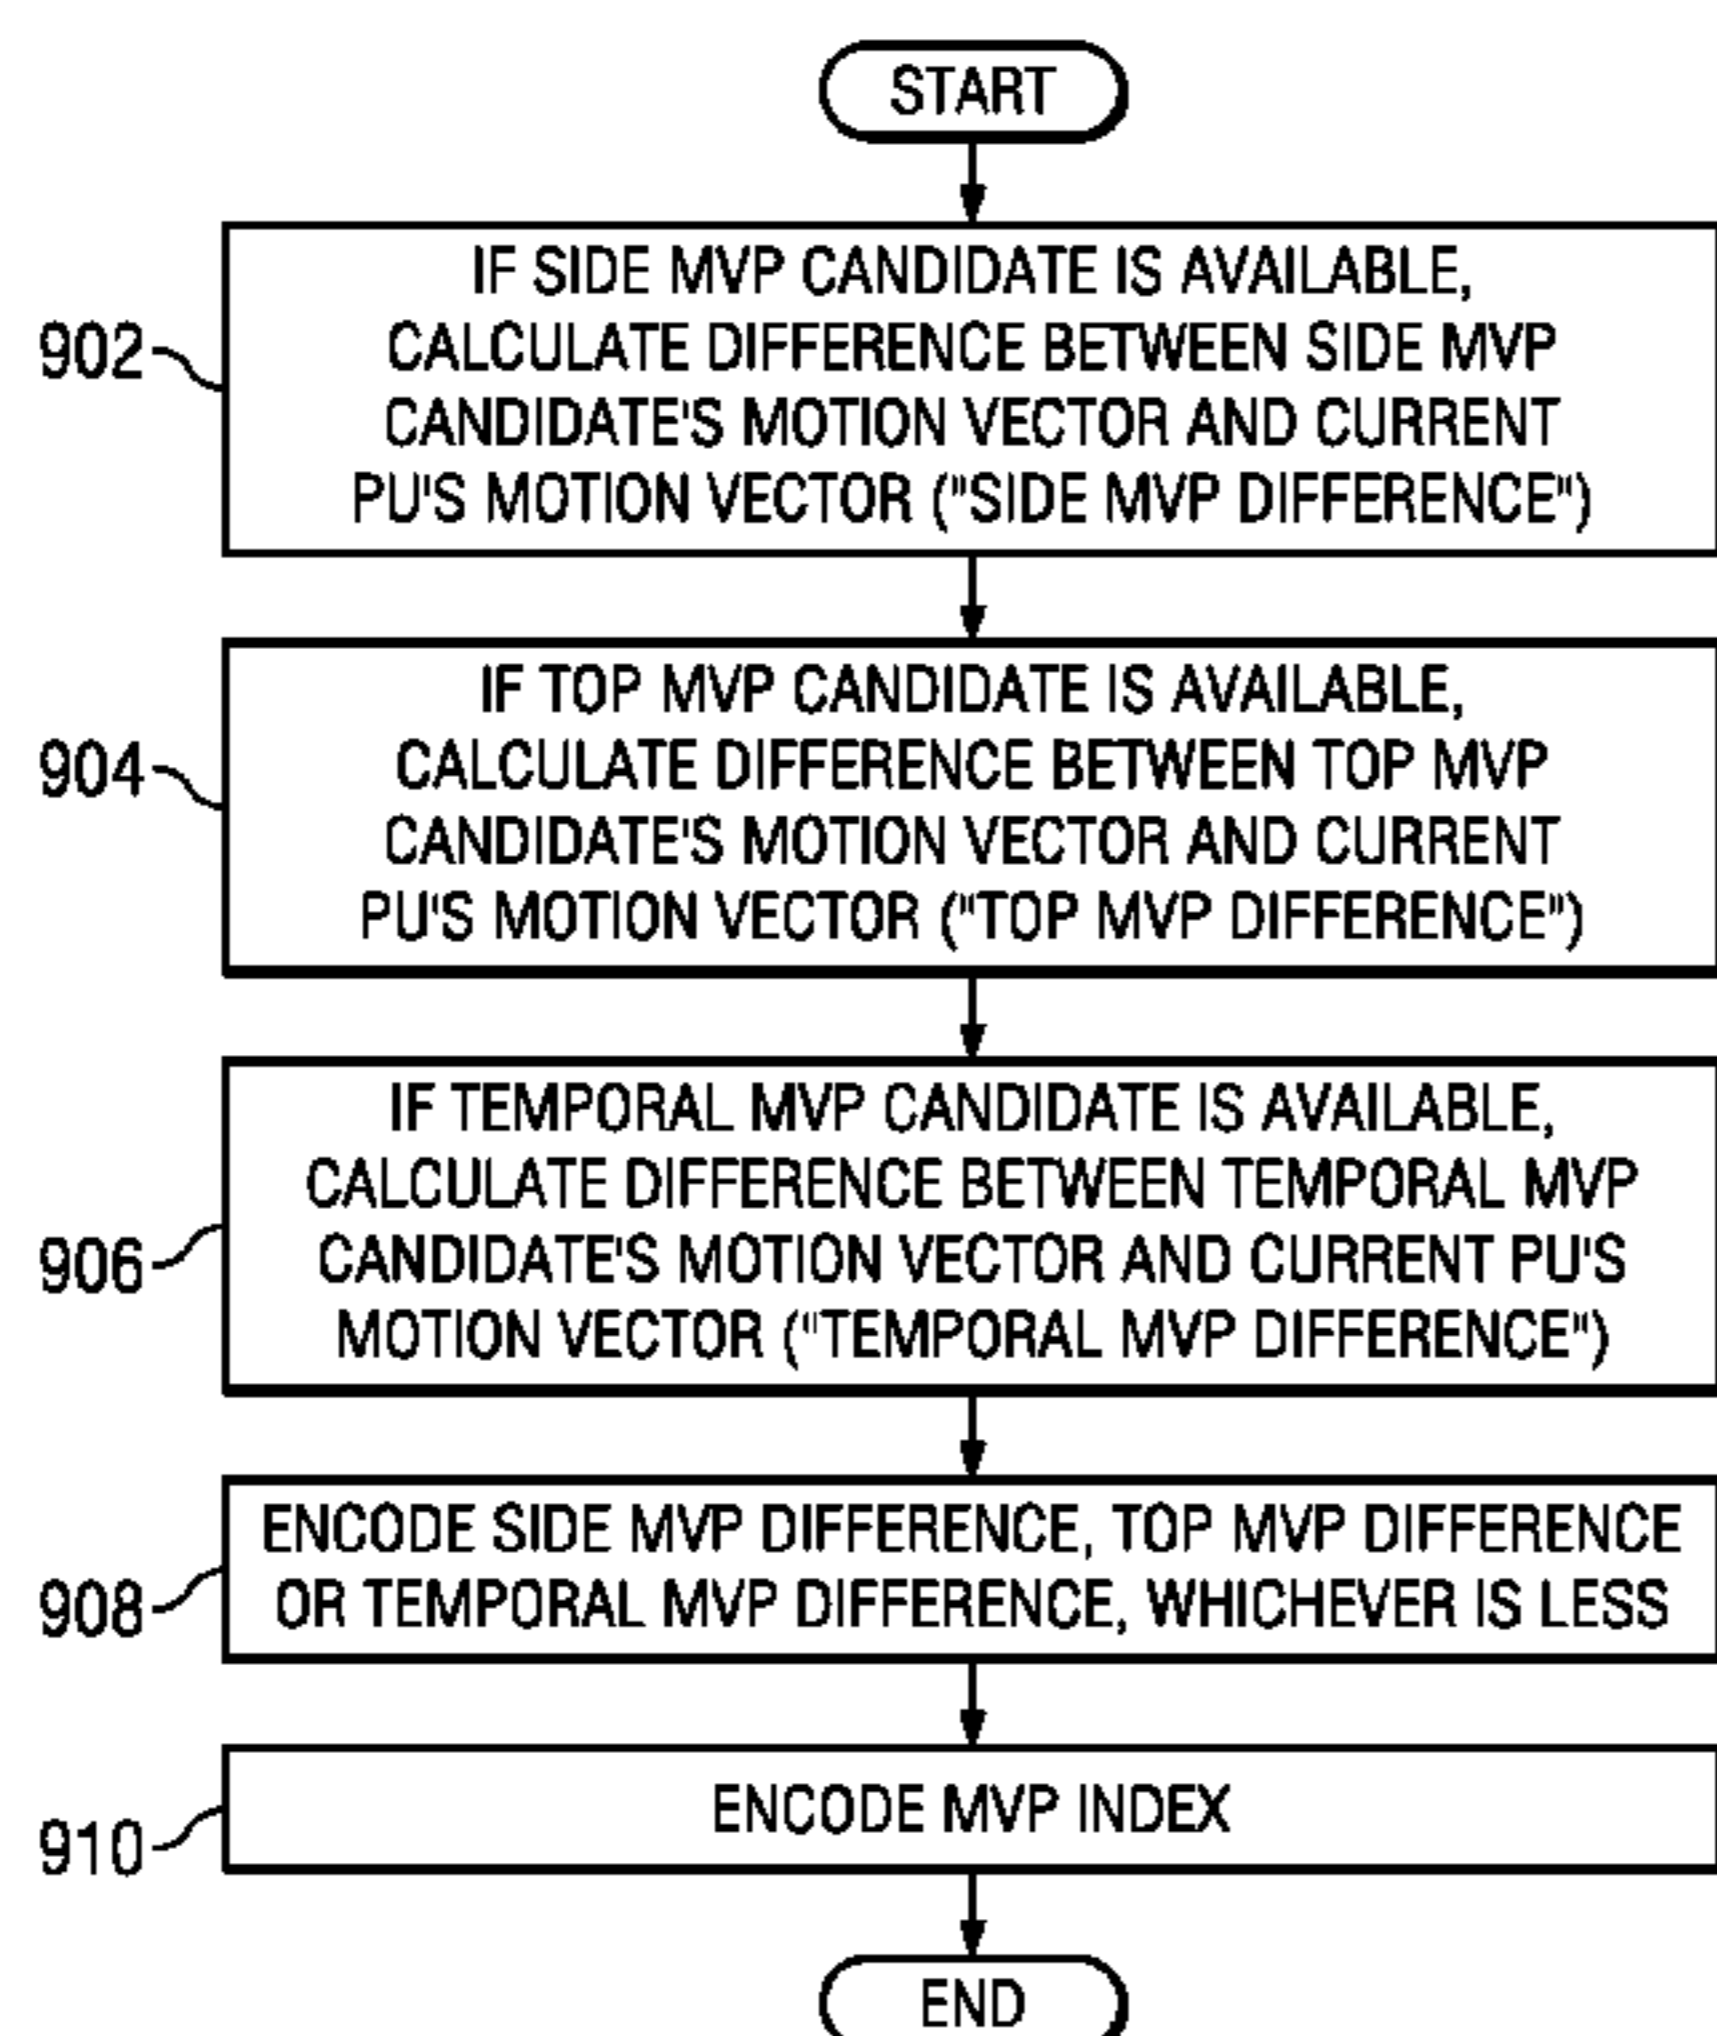 START
902
IF SIDE MVP CANDIDATE IS AVAILABLE,
CALCULATE DIFFERENCE BETWEEN SIDE MVP
CANDIDATE'S MOTION VECTOR AND CURRENT
PU'S MOTION VECTOR ("SIDE MVP DIFFERENCE")
904
IF TOP MVP CANDIDATE IS AVAILABLE,
CALCULATE DIFFERENCE BETWEEN TOP MVP
CANDIDATE'S MOTION VECTOR AND CURRENT
PU'S MOTION VECTOR ("TOP MVP DIFFERENCE")
906
IF TEMPORAL MVP CANDIDATE IS AVAILABLE,
CALCULATE DIFFERENCE BETWEEN TEMPORAL MVP
CANDIDATE'S MOTION VECTOR AND CURRENT PU'S
MOTION VECTOR ("TEMPORAL MVP DIFFERENCE")
908
ENCODE SIDE MVP DIFFERENCE, TOP MVP DIFFERENCE
OR TEMPORAL MVP DIFFERENCE, WHICHEVER IS LESS
910
ENCODE MVP INDEX
END